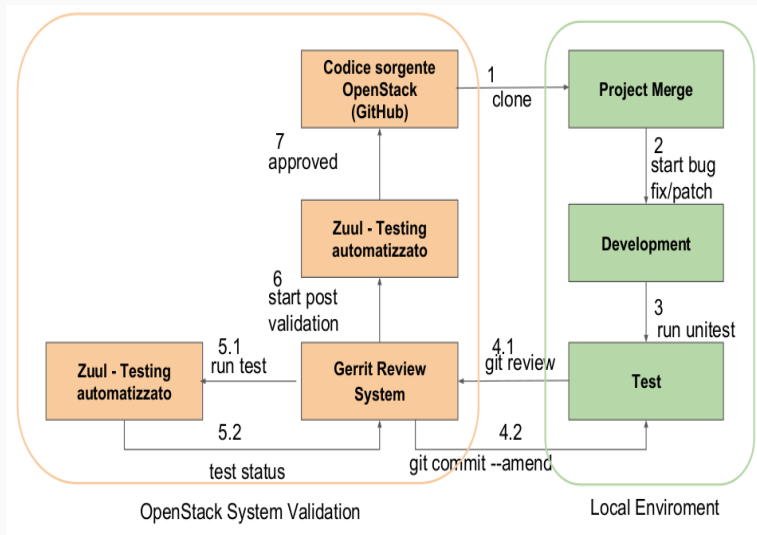 Codice sorgente
OpenStack
(GitHub)
1
clone
Project Merge
7
approved
2
start bug
fix/patch
Zuul - Testing
automatizzato
Development
6
start post
validation
3
run unitest
Zuul - Testing
automatizzato
5.1
run test
Gerrit Review
System
4.1
git review
Test
5.2
test status
4.2
git commit --amend
OpenStack System Validation
Local Enviroment